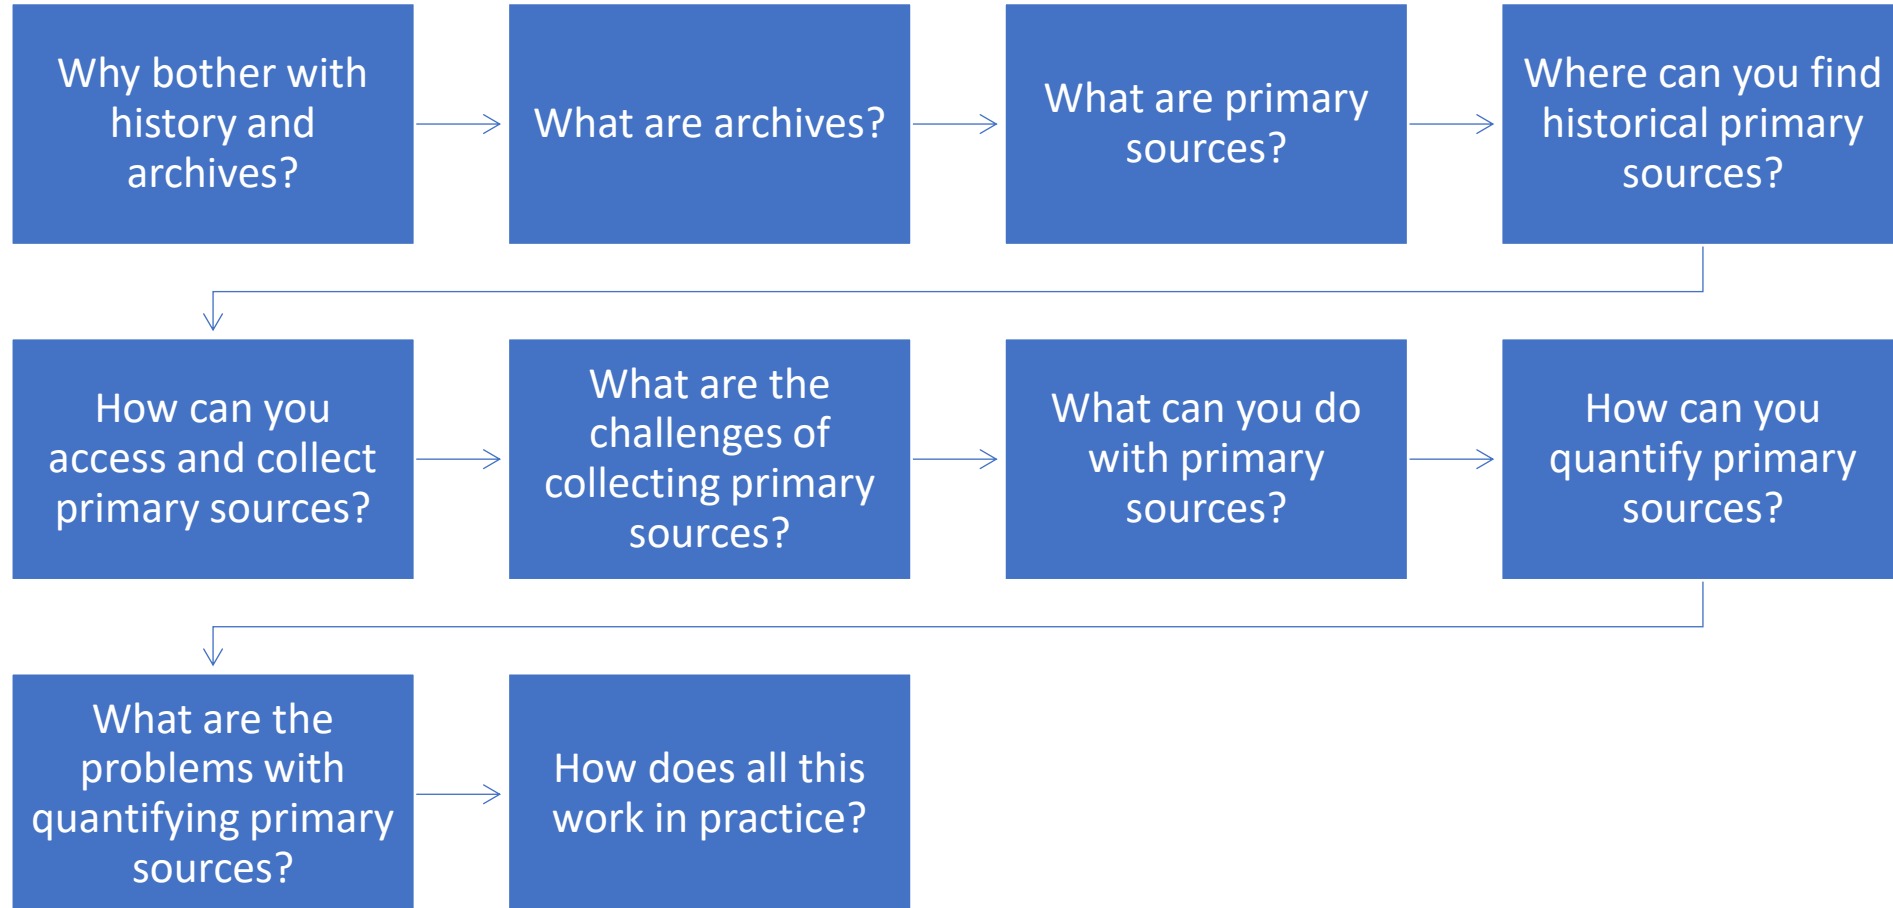 Why bother with
history and
archives?
What are archives?
What are primary
sources?
Where can you find
historical primary
sources?
How can you
access and collect
primary sources?
What are the
challenges of
collecting primary
sources?
What can you do
with primary
sources?
How can you
quantify primary
sources?
What are the
problems with
quantifying primary
sources?
How does all this
work in practice?